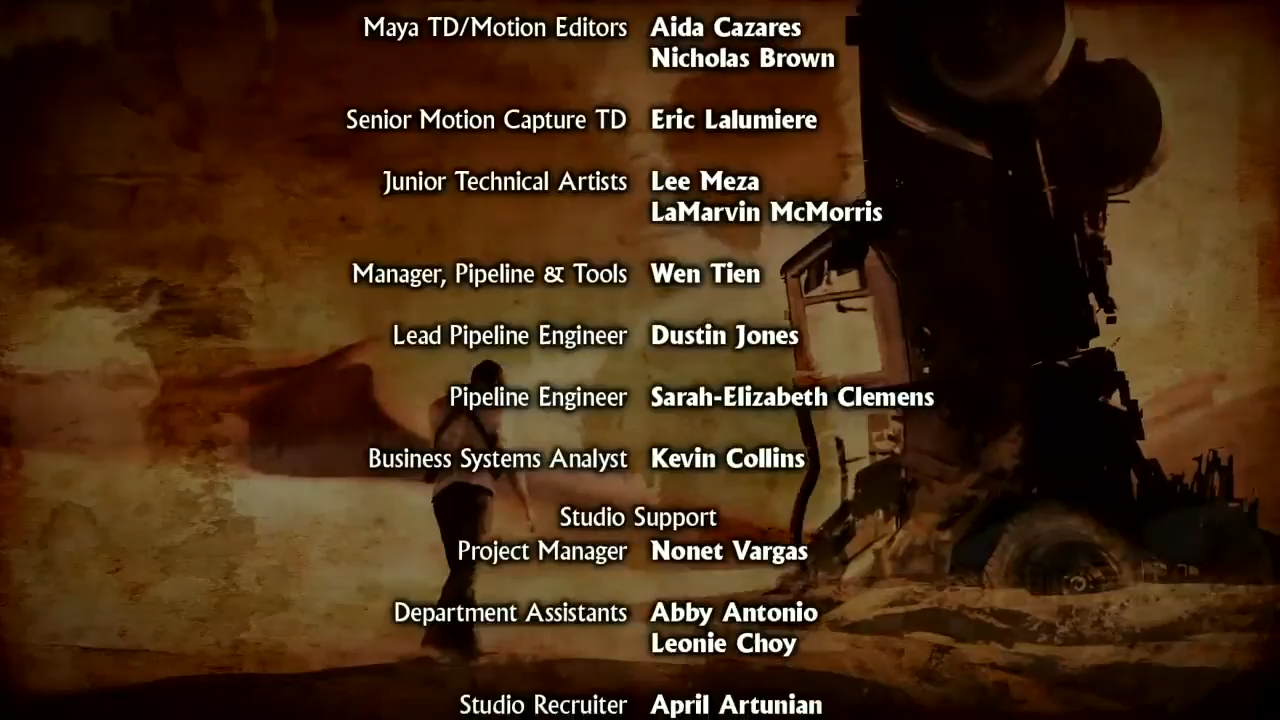 Maya TD/Motion Editors Aida Cazares
Nicholas Brown
Senior Motion Capture TD Eric Lalumiere
Junior Technical Artists Lee Meza
LaMarvin McMorris
Manager, Pipeline & Tools Wen Tien
Lead Pipeline Engineer Dustin Jones
Pipeline Engineer Sarah-Elizabeth Clemens
Business Systems Analyst Kevin Collins
Studio Support
Project Manager Nonet Vargas
Department Assistants Abby Antonio
Leonie Choy
Studio Recruiter April Artunian